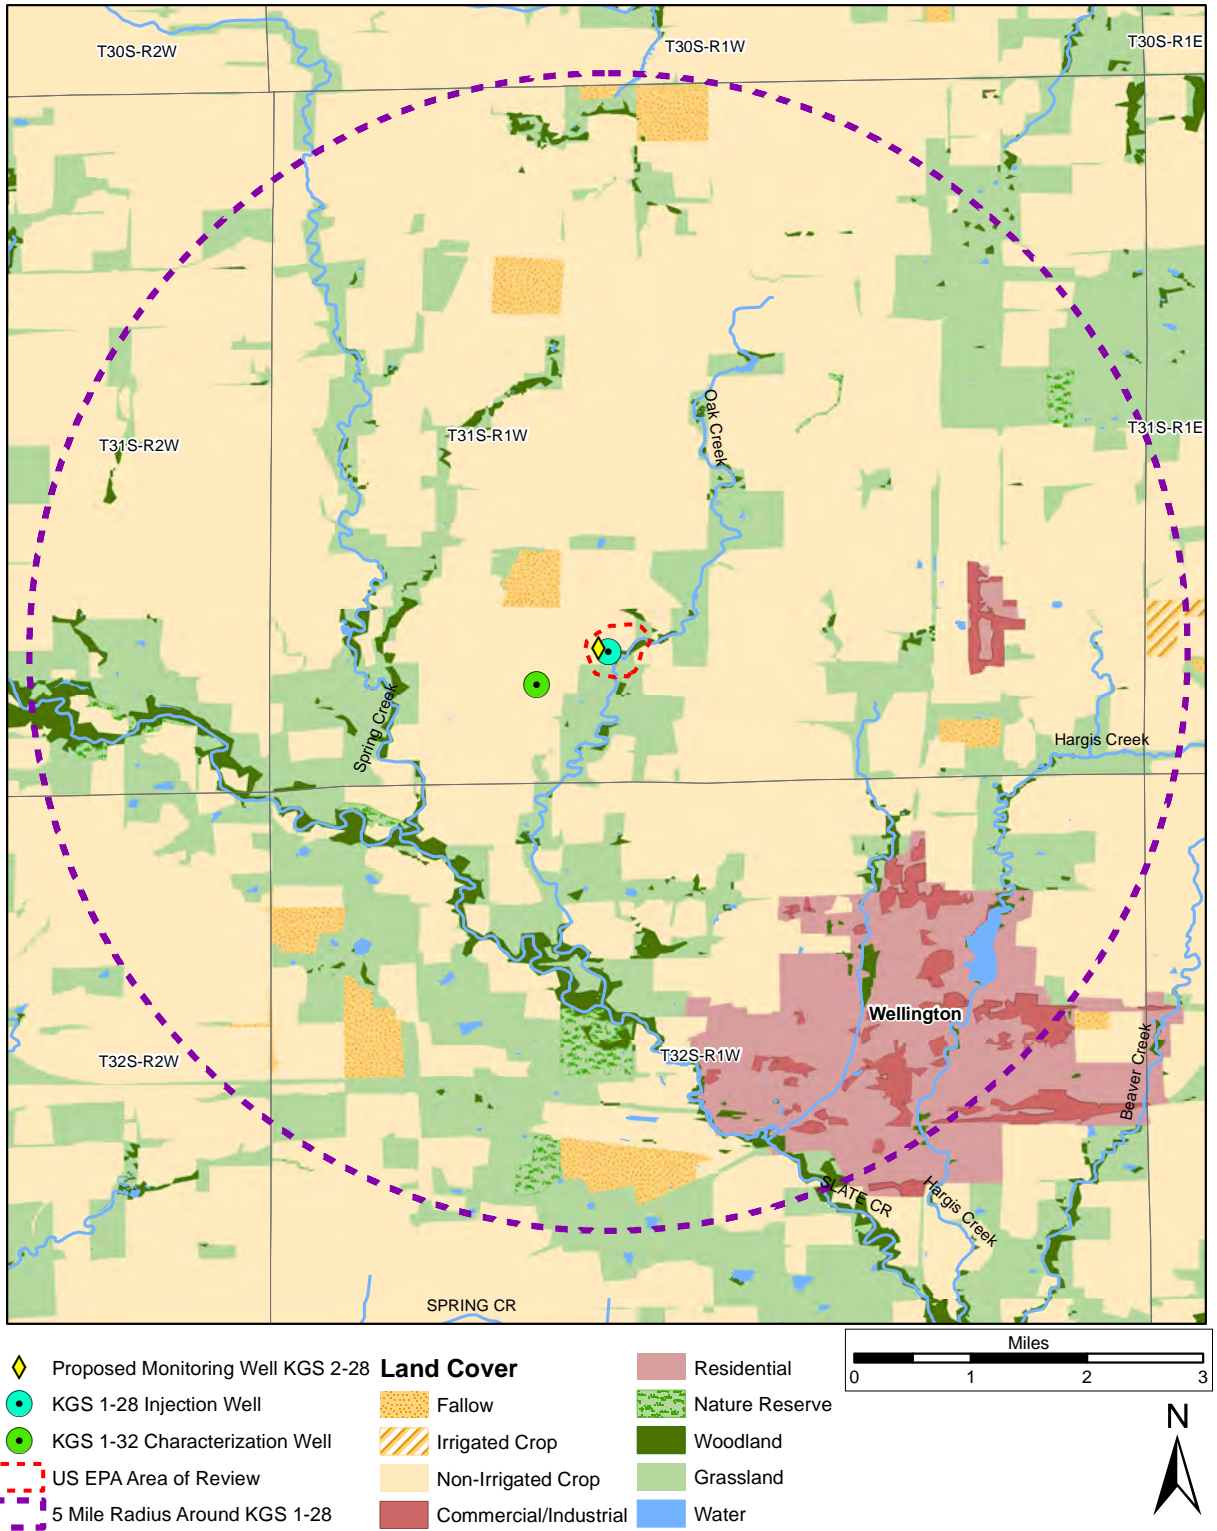 T30S-R2W
T30S-R1W
T30S-R1E
Oak Creek
T31S-R2W
T31S-R1W
T31S-R1E
Spring Creek
Hargis Creek
Wellington
T32S-R2W
T32S-R1W
Beaver Creek
SLATE CR
Hargis Creek
SPRING CR
Miles
0 1 2 3
Proposed Monitoring Well KGS 2-28
KGS 1-28 Injection Well
KGS 1-32 Characterization Well
US EPA Area of Review
5 Mile Radius Around KGS 1-28
Land Cover
Fallow
Irrigated Crop
Non-Irrigated Crop
Commercial/Industrial
Residential
Nature Reserve
Woodland
Grassland
Water
N